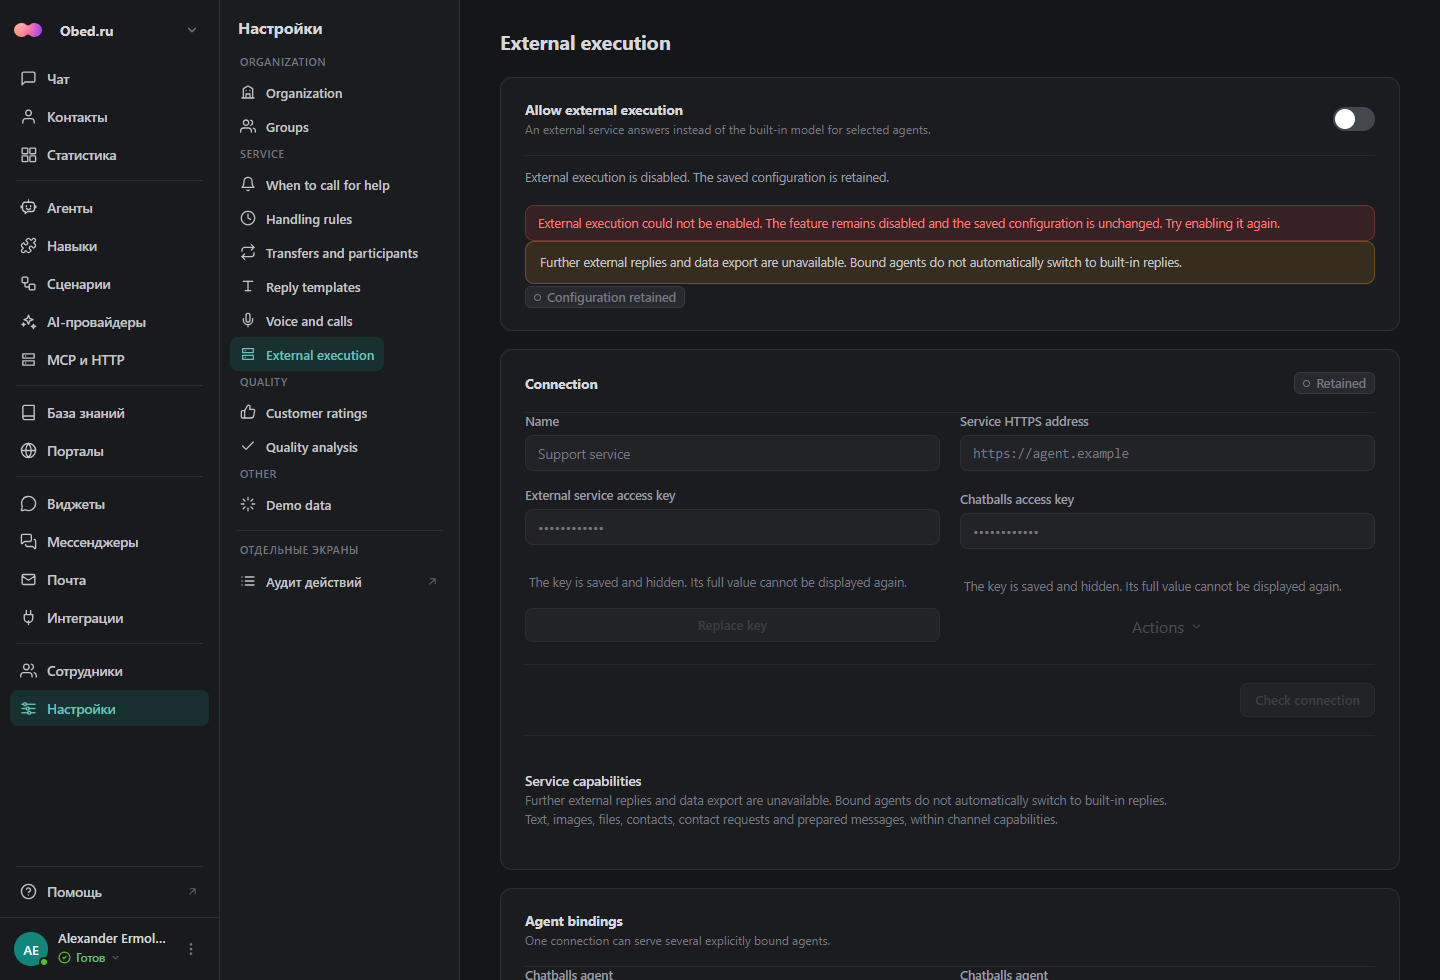 Obed.ru
Чат
Контакты
Статистика
Агенты
Навыки
Сценарии
AI-провайдеры
MCP и HTTP
База знаний
Порталы
Виджеты
Мессенджеры
Почта
Интеграции
Сотрудники
Настройки
Помощь
AE
Alexander Ermol...
Готов
Настройки
ORGANIZATION
Organization
Groups
SERVICE
When to call for help
Handling rules
Transfers and participants
Reply templates
Voice and calls
External execution
QUALITY
Customer ratings
Quality analysis
OTHER
Demo data
ОТДЕЛЬНЫЕ ЭКРАНЫ
Аудит действий
External execution
Allow external execution
An external service answers instead of the built-in model for selected agents.
External execution is disabled. The saved configuration is retained.
External execution could not be enabled. The feature remains disabled and the saved configuration is unchanged. Try enabling it again.
Further external replies and data export are unavailable. Bound agents do not automatically switch to built-in replies.
Configuration retained
Connection
Retained
Name
Support service
Service HTTPS address
https://agent.example
External service access key
••••••••••••
The key is saved and hidden. Its full value cannot be displayed again.
Replace key
Chatballs access key
••••••••••••
The key is saved and hidden. Its full value cannot be displayed again.
Actions
Check connection
Service capabilities
Further external replies and data export are unavailable. Bound agents do not automatically switch to built-in replies.
Text, images, files, contacts, contact requests and prepared messages, within channel capabilities.
Agent bindings
One connection can serve several explicitly bound agents.
Chatballs agent
Chatballs agent